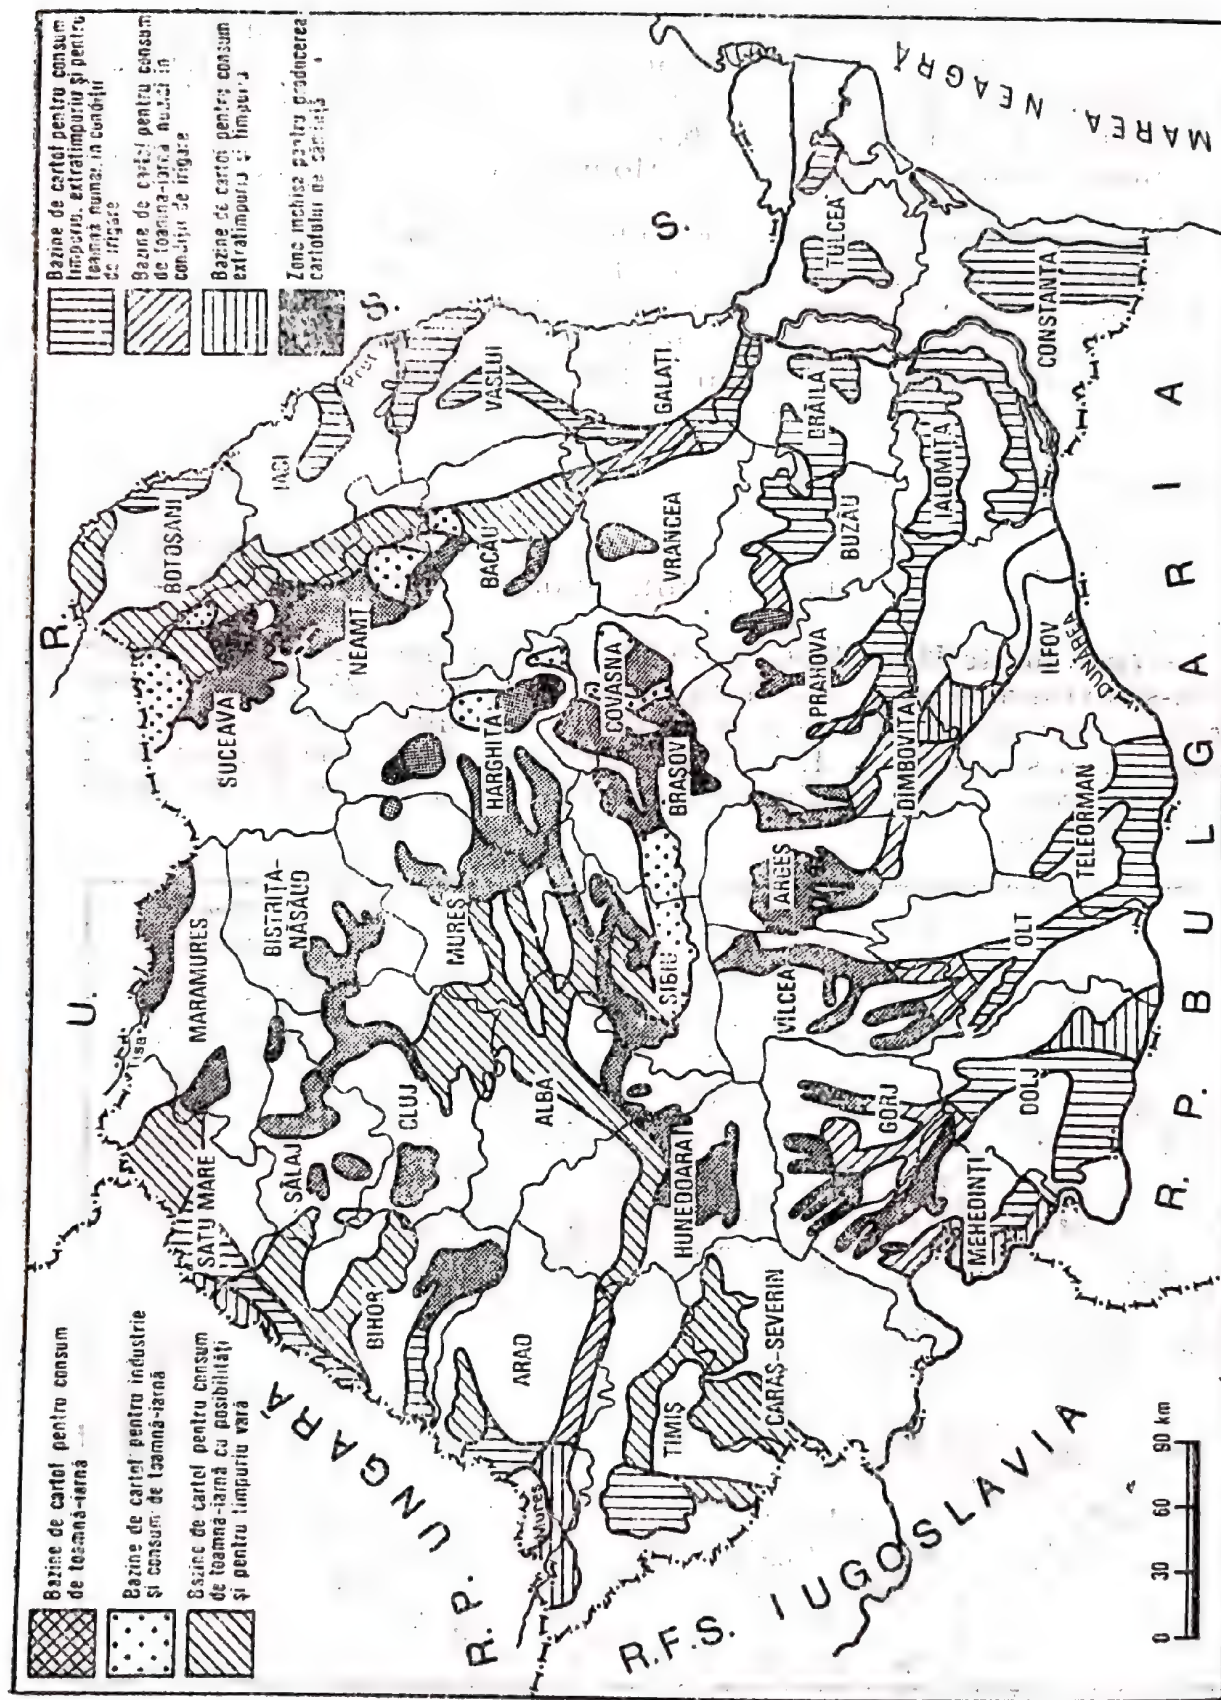 Bazine de cartof pentru consum
de toamnă-iarnă
Bazine de cartof pentru industrie
și consum de toamnă-iarnă
Bazine de cartof pentru consum
de toamnă-iarnă cu posibilități
și pentru timpuriu vară
Bazine de cartof pentru consum
timpuriu, extratimpuriu și pentru
toamnă numai in condiții
de irigare
Bazine de cartof pentru consum
de toamna-iarnă numai in
condiții de irigare
Bazine de cartof pentru consum
extratimpuriu și timpuriu
Zone inchise pentru producerea
cartofului de sămînță
U.
R.
S.
S.
Tisa
Prut
MARAMUREȘ
SATU MARE
SUCEAVA
BOTOȘANI
IAȘI
BISTRIȚA-
NĂSĂUD
SĂLAJ
CLUJ
BIHOR
NEAMȚ
MUREȘ
HARGHITA
BACĂU
VASLUI
ARAD
ALBA
SIBIU
BRAȘOV
COVASNA
VRANCEA
GALAȚI
Mureș
TIMIȘ
HUNEDOARA
CARAȘ-SEVERIN
GORJ
VÎLCEA
ARGEȘ
PRAHOVA
DÎMBOVIȚA
BUZĂU
BRĂILA
TULCEA
MEHEDINȚI
DOLJ
OLT
TELEORMAN
ILFOV
IALOMIȚA
CONSTANȚA
DUNĂREA
MAREA NEAGRĂ
R.P. UNGARĂ
R.F.S. IUGOSLAVIA
R. P. BULGARIA
0 30 60 90 km